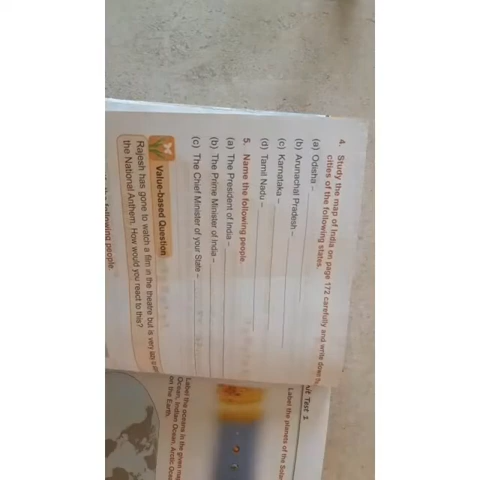 4. Study the map of India on page 172 carefully and write down
cities of the following states.
(a) Odisha –
(b) Arunachal Pradesh –
(c) Karnataka –
(d) Tamil Nadu –
5. Name the following people.
(a) The President of India –
(b) The Prime Minister of India –
(c) The Chief Minister of your State –
Value-based Question
Rajesh has gone to watch a film in the theatre but is very
the National Anthem. How would you react to this?
following people.
Test 1
Label the planets of the Solar
Label the oceans in the given
Ocean, Indian Ocean, Arctic
on the Earth.